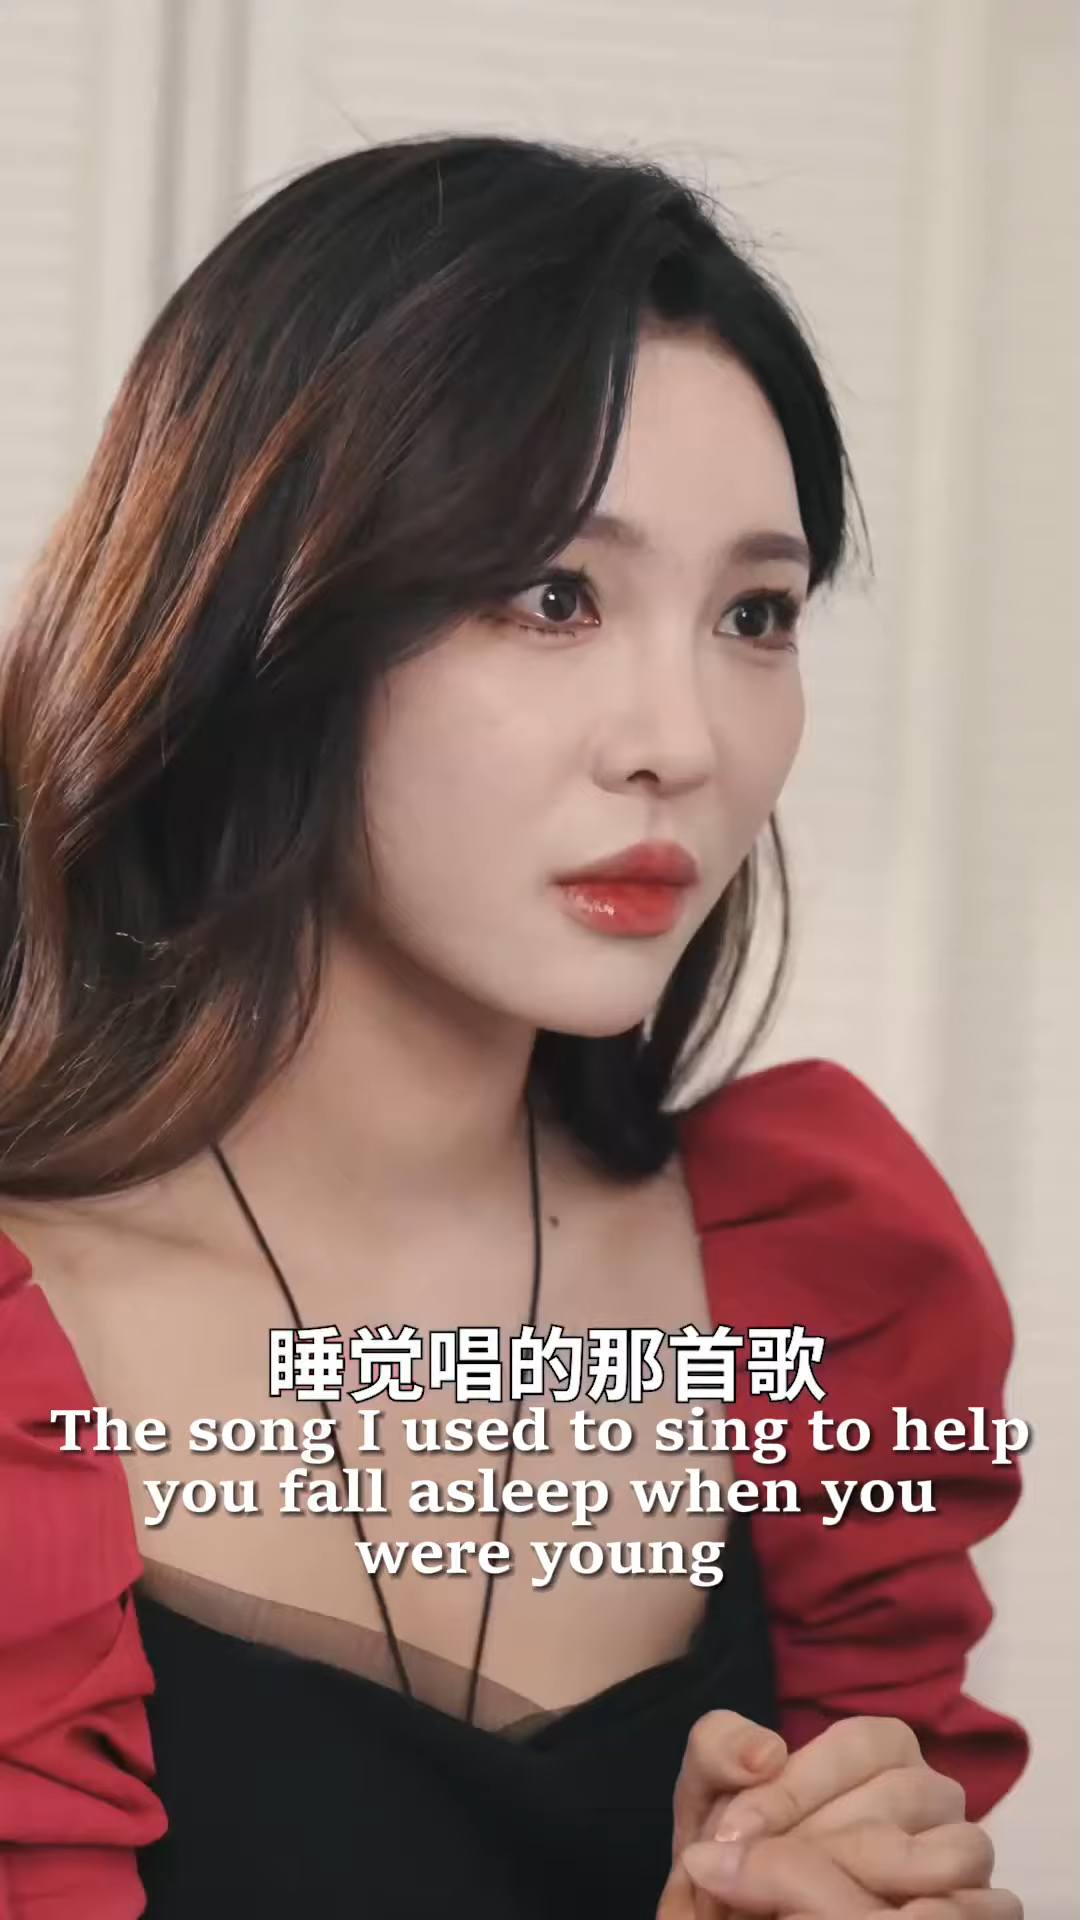 睡觉唱的那首歌
The song I used to sing to help
you fall asleep when you
were young